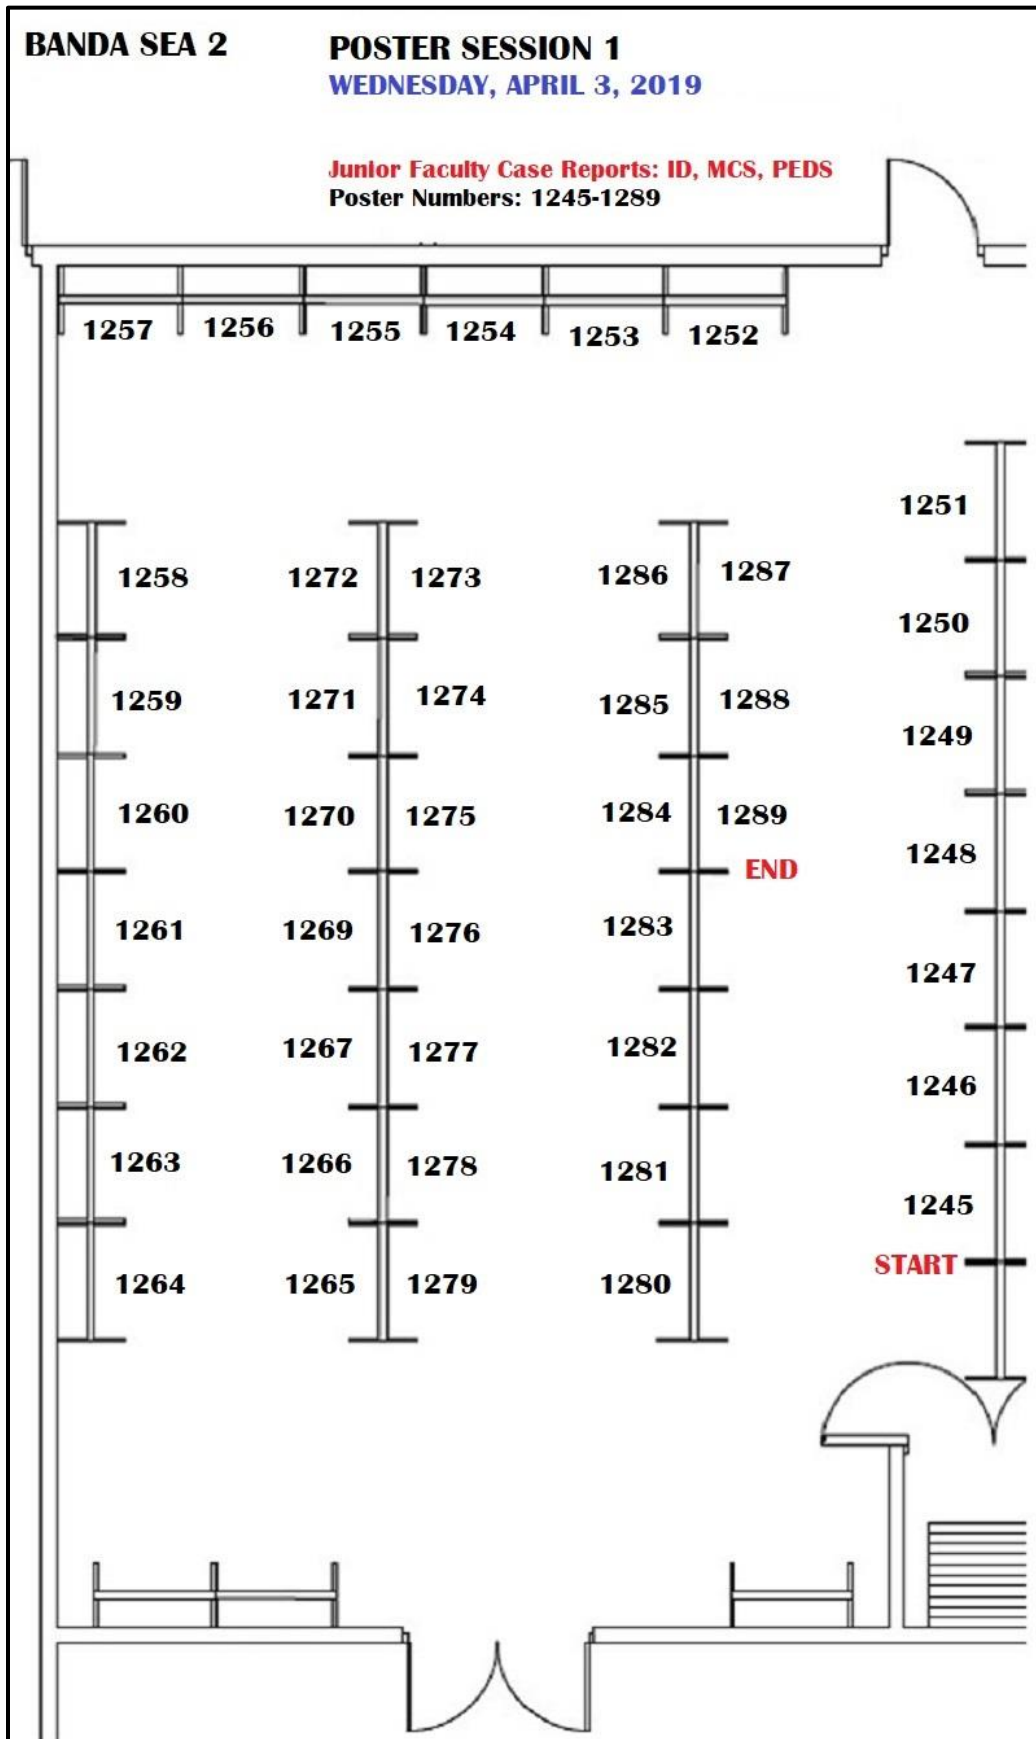 BANDA SEA 2
POSTER SESSION 1
WEDNESDAY, APRIL 3, 2019
Junior Faculty Case Reports: ID, MCS, PEDS
Poster Numbers: 1245-1289
1257 1256 1255 1254 1253 1252
1251
1258 1272 1273 1286 1287
1250
1259 1271 1274 1285 1288
1249
1260 1270 1275 1284 1289
1248
END
1261 1269 1276 1283
1247
1262 1267 1277 1282
1246
1263 1266 1278 1281
1245
START
1264 1265 1279 1280